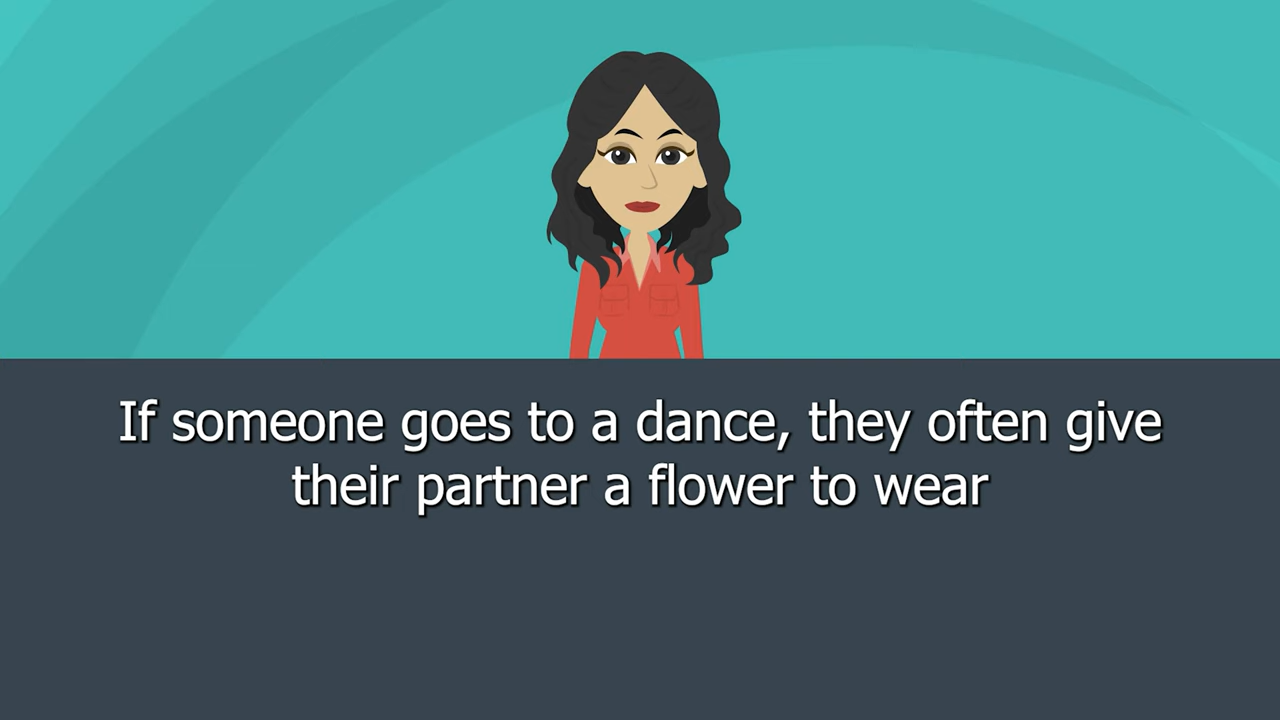 If someone goes to a dance, they often give
their partner a flower to wear